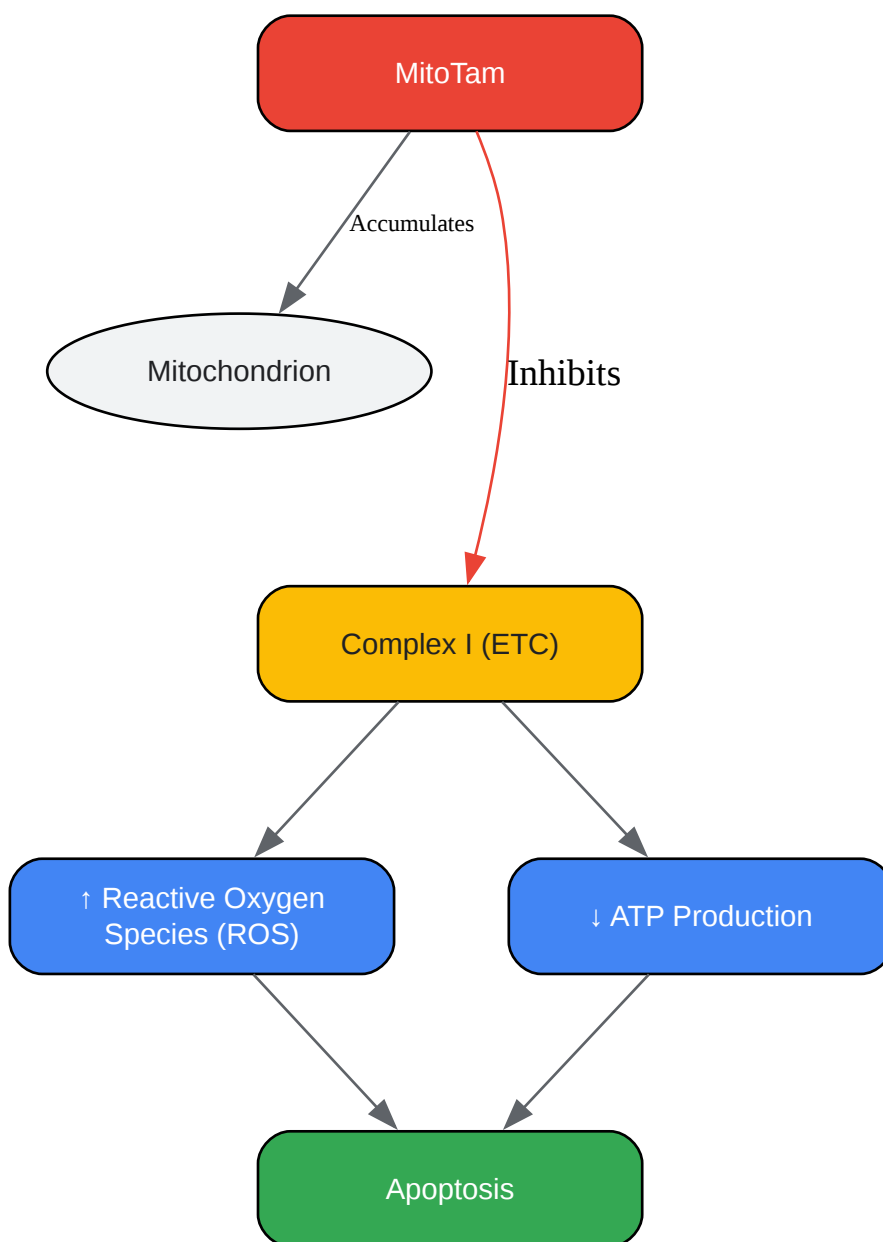 MitoTam
Accumulates
Mitochondrion
Inhibits
Complex I (ETC)
↑ Reactive Oxygen
Species (ROS)
↓ ATP Production
Apoptosis